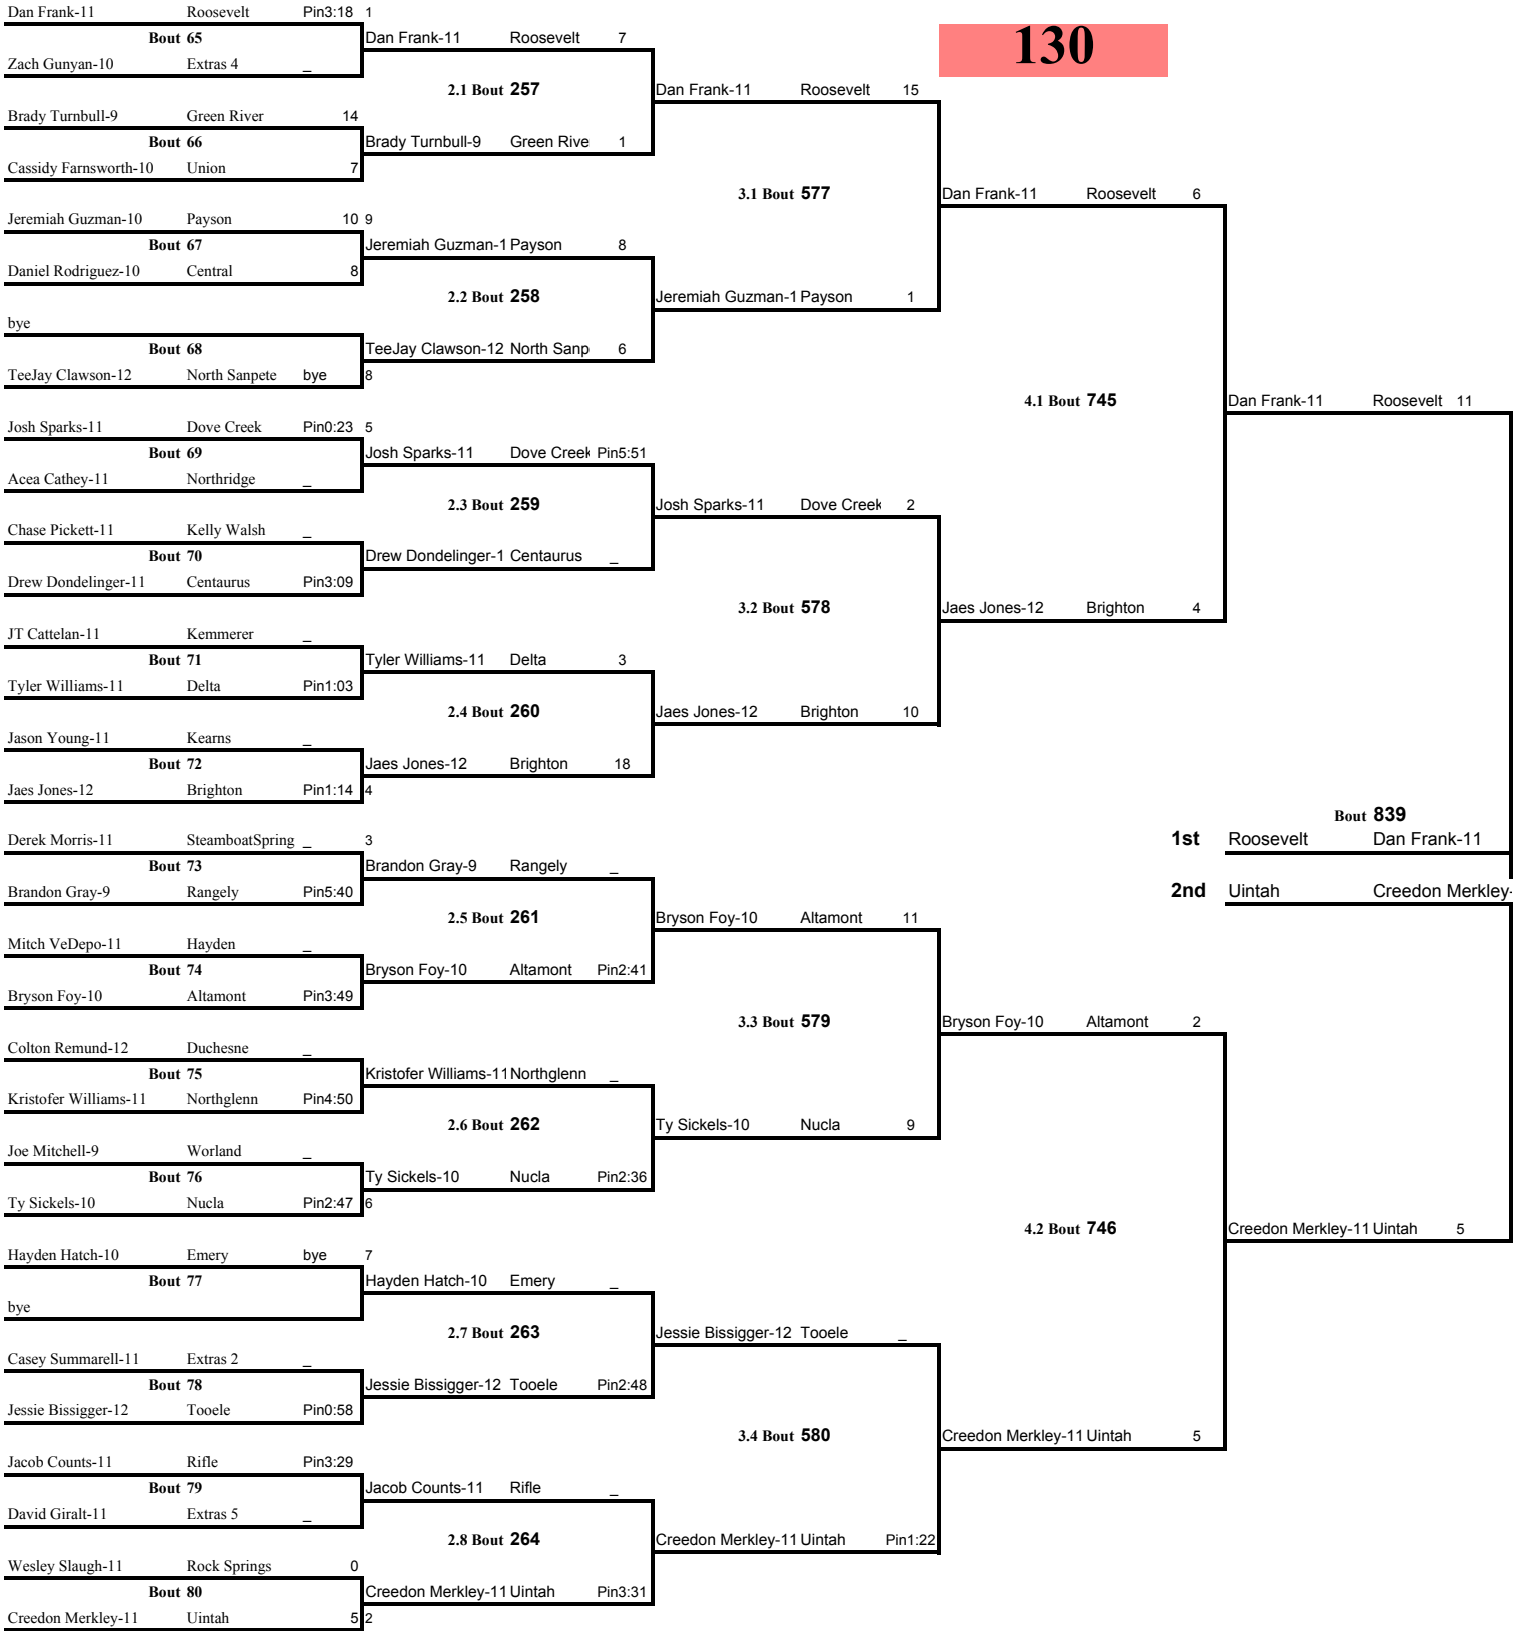 Dan Frank-11 Roosevelt Pin3:18 1
130
Bout 65 Dan Frank-11 Roosevelt 7
Zach Gunyan-10 Extras 4 _
2.1 Bout 257 Dan Frank-11 Roosevelt 15
Brady Turnbull-9 Green River 14
Bout 66 Brady Turnbull-9 Green Rive 1
Cassidy Farnsworth-10 Union 7
3.1 Bout 577 Dan Frank-11 Roosevelt 6
Jeremiah Guzman-10 Payson 10 9
Bout 67 Jeremiah Guzman-1 Payson 8
Daniel Rodriguez-10 Central 8
2.2 Bout 258 Jeremiah Guzman-1 Payson 1
bye
Bout 68 TeeJay Clawson-12 North Sanp 6
TeeJay Clawson-12 North Sanpete bye 8
4.1 Bout 745 Dan Frank-11 Roosevelt 11
Josh Sparks-11 Dove Creek Pin0:23 5
Bout 69 Josh Sparks-11 Dove Creek Pin5:51
Acea Cathey-11 Northridge _
2.3 Bout 259 Josh Sparks-11 Dove Creek 2
Chase Pickett-11 Kelly Walsh _
Bout 70 Drew Dondelinger-1 Centaurus _
Drew Dondelinger-11 Centaurus Pin3:09
3.2 Bout 578 Jaes Jones-12 Brighton 4
JT Cattelan-11 Kemmerer _
Bout 71 Tyler Williams-11 Delta 3
Tyler Williams-11 Delta Pin1:03
2.4 Bout 260 Jaes Jones-12 Brighton 10
Jason Young-11 Kearns _
Bout 72 Jaes Jones-12 Brighton 18
Jaes Jones-12 Brighton Pin1:14 4
Bout 839
Derek Morris-11 SteamboatSpring _ 3
1st Roosevelt Dan Frank-11
Bout 73 Brandon Gray-9 Rangely _
Brandon Gray-9 Rangely Pin5:40
2nd Uintah Creedon Merkley-
2.5 Bout 261 Bryson Foy-10 Altamont 11
Mitch VeDepo-11 Hayden _
Bout 74 Bryson Foy-10 Altamont Pin2:41
Bryson Foy-10 Altamont Pin3:49
3.3 Bout 579 Bryson Foy-10 Altamont 2
Colton Remund-12 Duchesne _
Bout 75 Kristofer Williams-11 Northglenn _
Kristofer Williams-11 Northglenn Pin4:50
2.6 Bout 262 Ty Sickels-10 Nucla 9
Joe Mitchell-9 Worland _
Bout 76 Ty Sickels-10 Nucla Pin2:36
Ty Sickels-10 Nucla Pin2:47 6
4.2 Bout 746 Creedon Merkley-11 Uintah 5
Hayden Hatch-10 Emery bye 7
Bout 77 Hayden Hatch-10 Emery _
bye
2.7 Bout 263 Jessie Bissigger-12 Tooele _
Casey Summarell-11 Extras 2 _
Bout 78 Jessie Bissigger-12 Tooele Pin2:48
Jessie Bissigger-12 Tooele Pin0:58
3.4 Bout 580 Creedon Merkley-11 Uintah 5
Jacob Counts-11 Rifle Pin3:29
Bout 79 Jacob Counts-11 Rifle _
David Giralt-11 Extras 5 _
2.8 Bout 264 Creedon Merkley-11 Uintah Pin1:22
Wesley Slaugh-11 Rock Springs 0
Bout 80 Creedon Merkley-11 Uintah Pin3:31
Creedon Merkley-11 Uintah 5 2